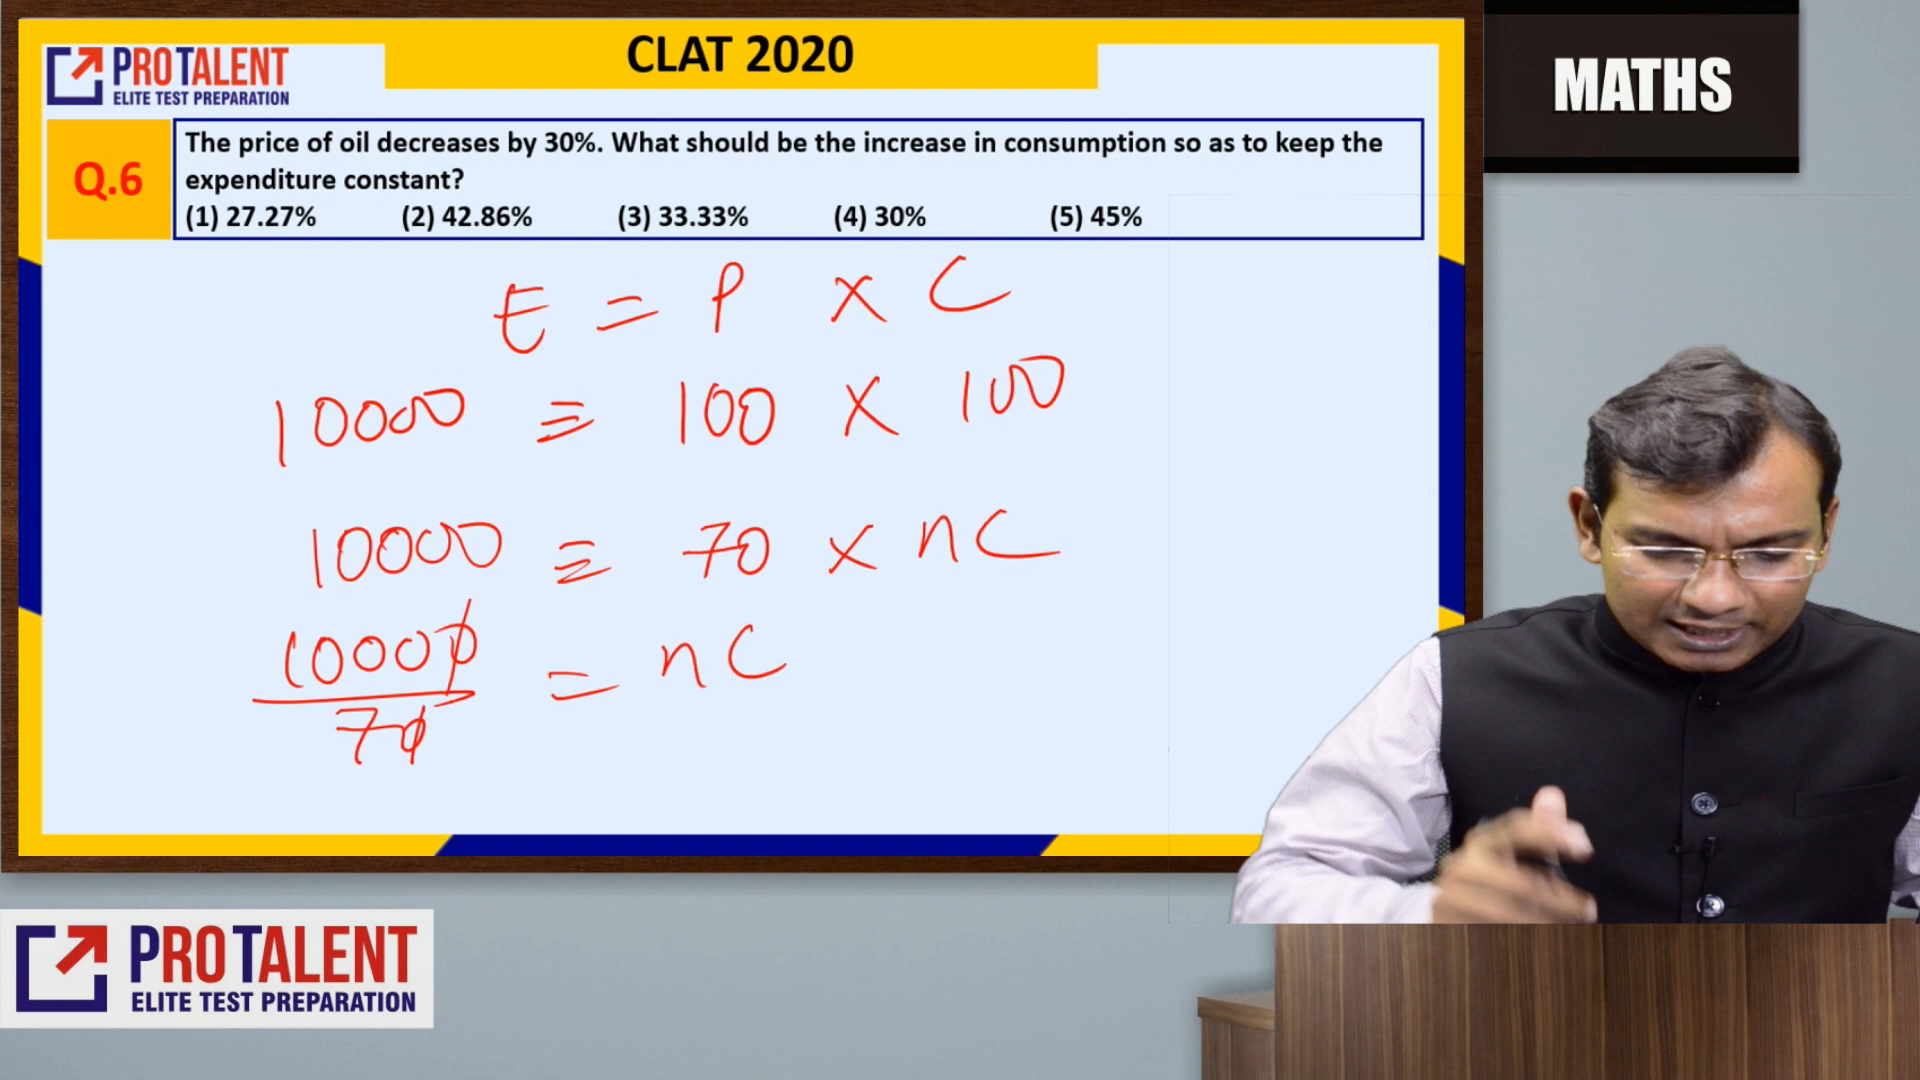 CLAT 2020
MATHS
PROTALENT
ELITE TEST PREPARATION
Q.6
The price of oil decreases by 30%. What should be the increase in consumption so as to keep the
expenditure constant?
(1) 27.27% (2) 42.86% (3) 33.33% (4) 30% (5) 45%
E = P × C
10000 = 100 × 100
10000 = 70 × nC
10000
70
= nC
PROTALENT
ELITE TEST PREPARATION